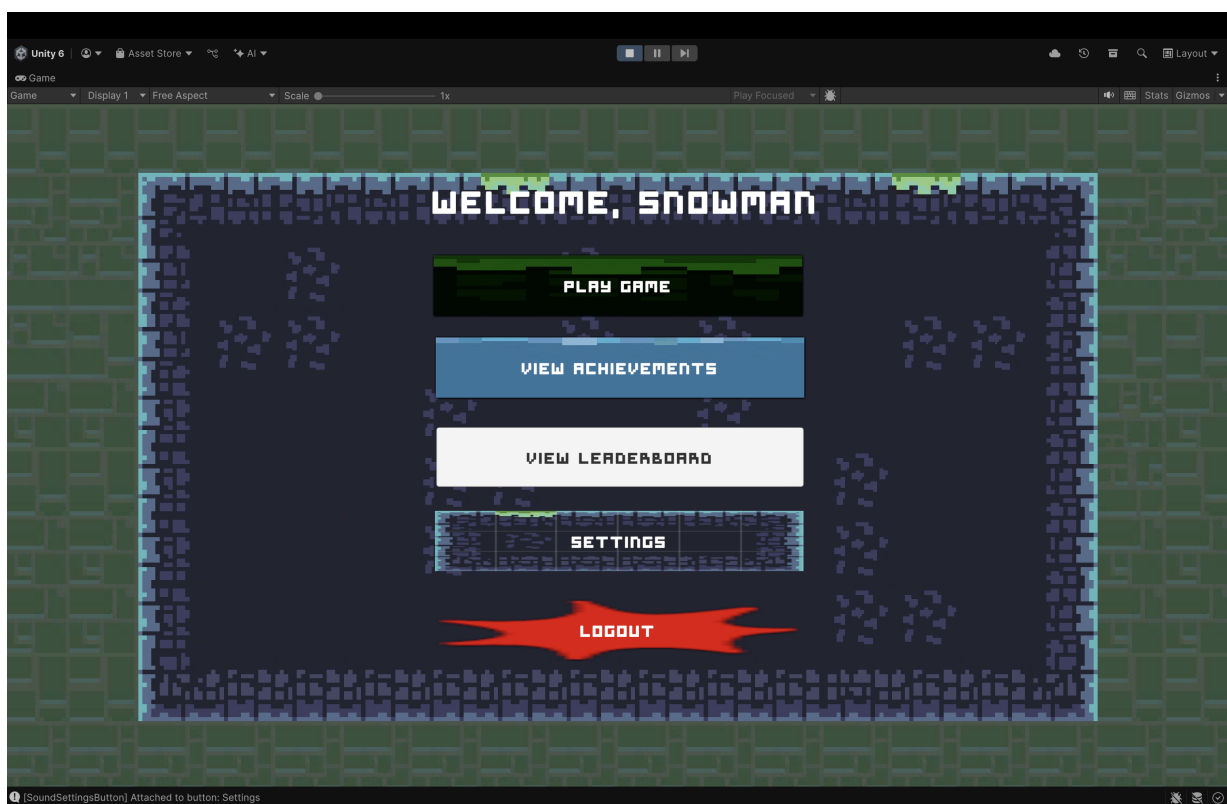 Unity 6 Asset Store AI Layout
Game
Game Display 1 Free Aspect Scale 1x Play Focused Stats Gizmos
WELCOME, SNOWMAN
PLAY GAME
VIEW ACHIEVEMENTS
VIEW LEADERBOARD
SETTINGS
LOGOUT
[SoundSettingsButton] Attached to button: Settings